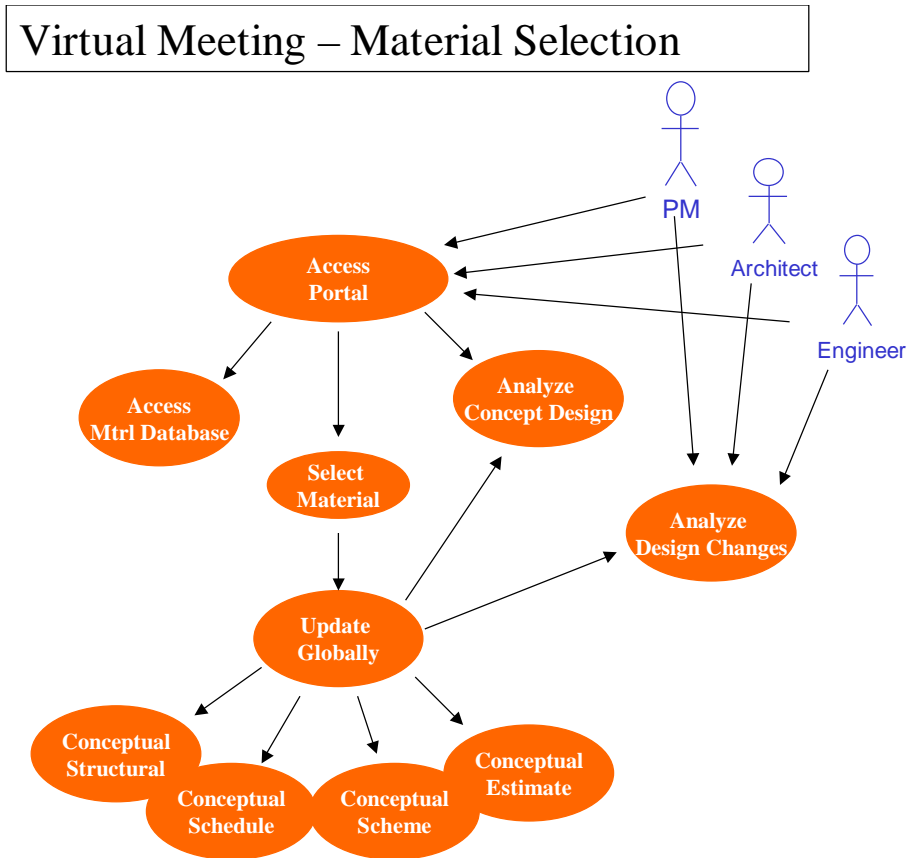 Virtual Meeting – Material Selection
PM
Architect
Engineer
Access
Portal
Access
Mtrl Database
Analyze
Concept Design
Select
Material
Analyze
Design Changes
Update
Globally
Conceptual
Structural
Conceptual
Schedule
Conceptual
Scheme
Conceptual
Estimate